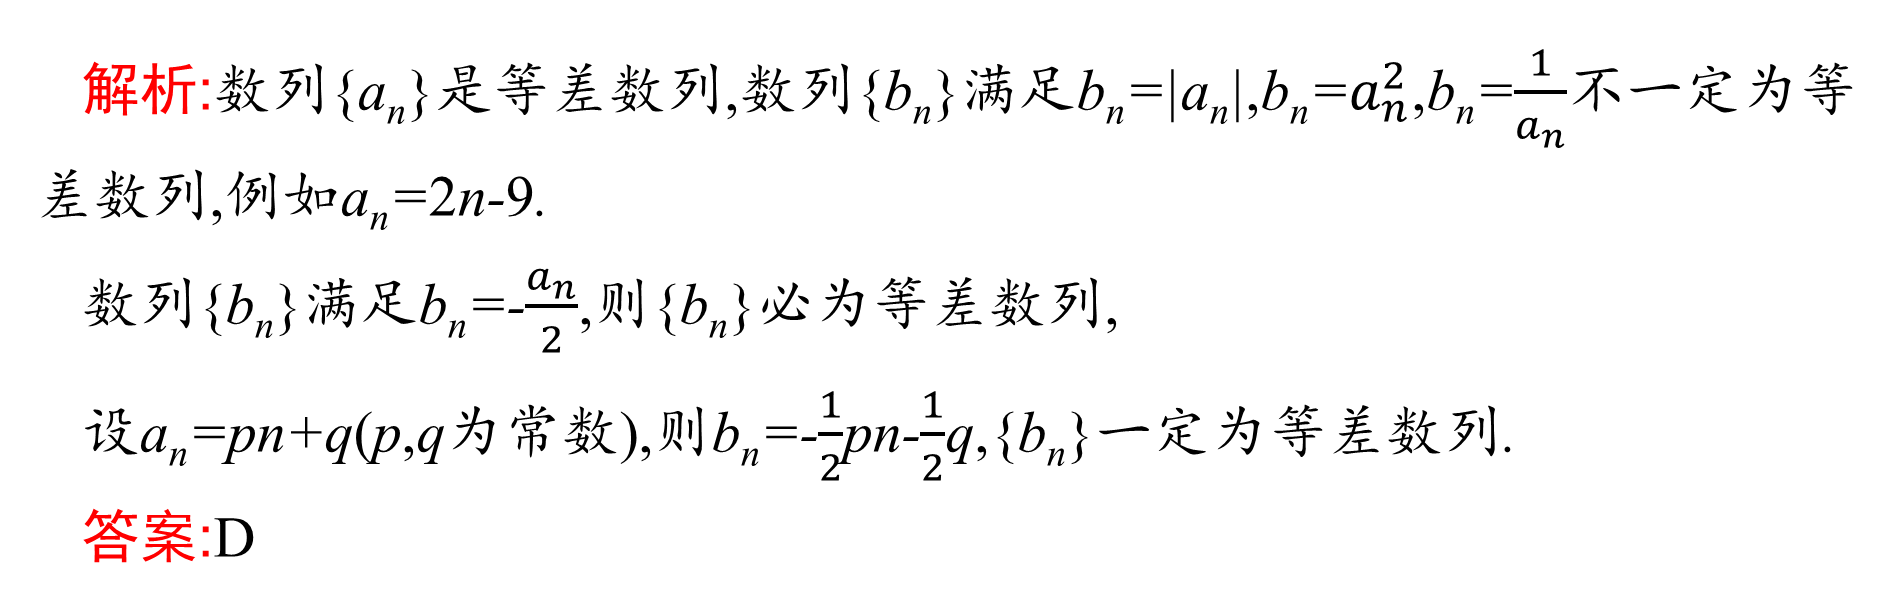 解析:数列{aₙ}是等差数列,数列{bₙ}满足bₙ=|aₙ|,bₙ=aₙ²,bₙ=1/aₙ不一定为等
差数列,例如aₙ=2n-9.
数列{bₙ}满足bₙ=-aₙ/2,则{bₙ}必为等差数列,
设aₙ=pn+q(p,q为常数),则bₙ=-1/2pn-1/2q,{bₙ}一定为等差数列.
答案:D